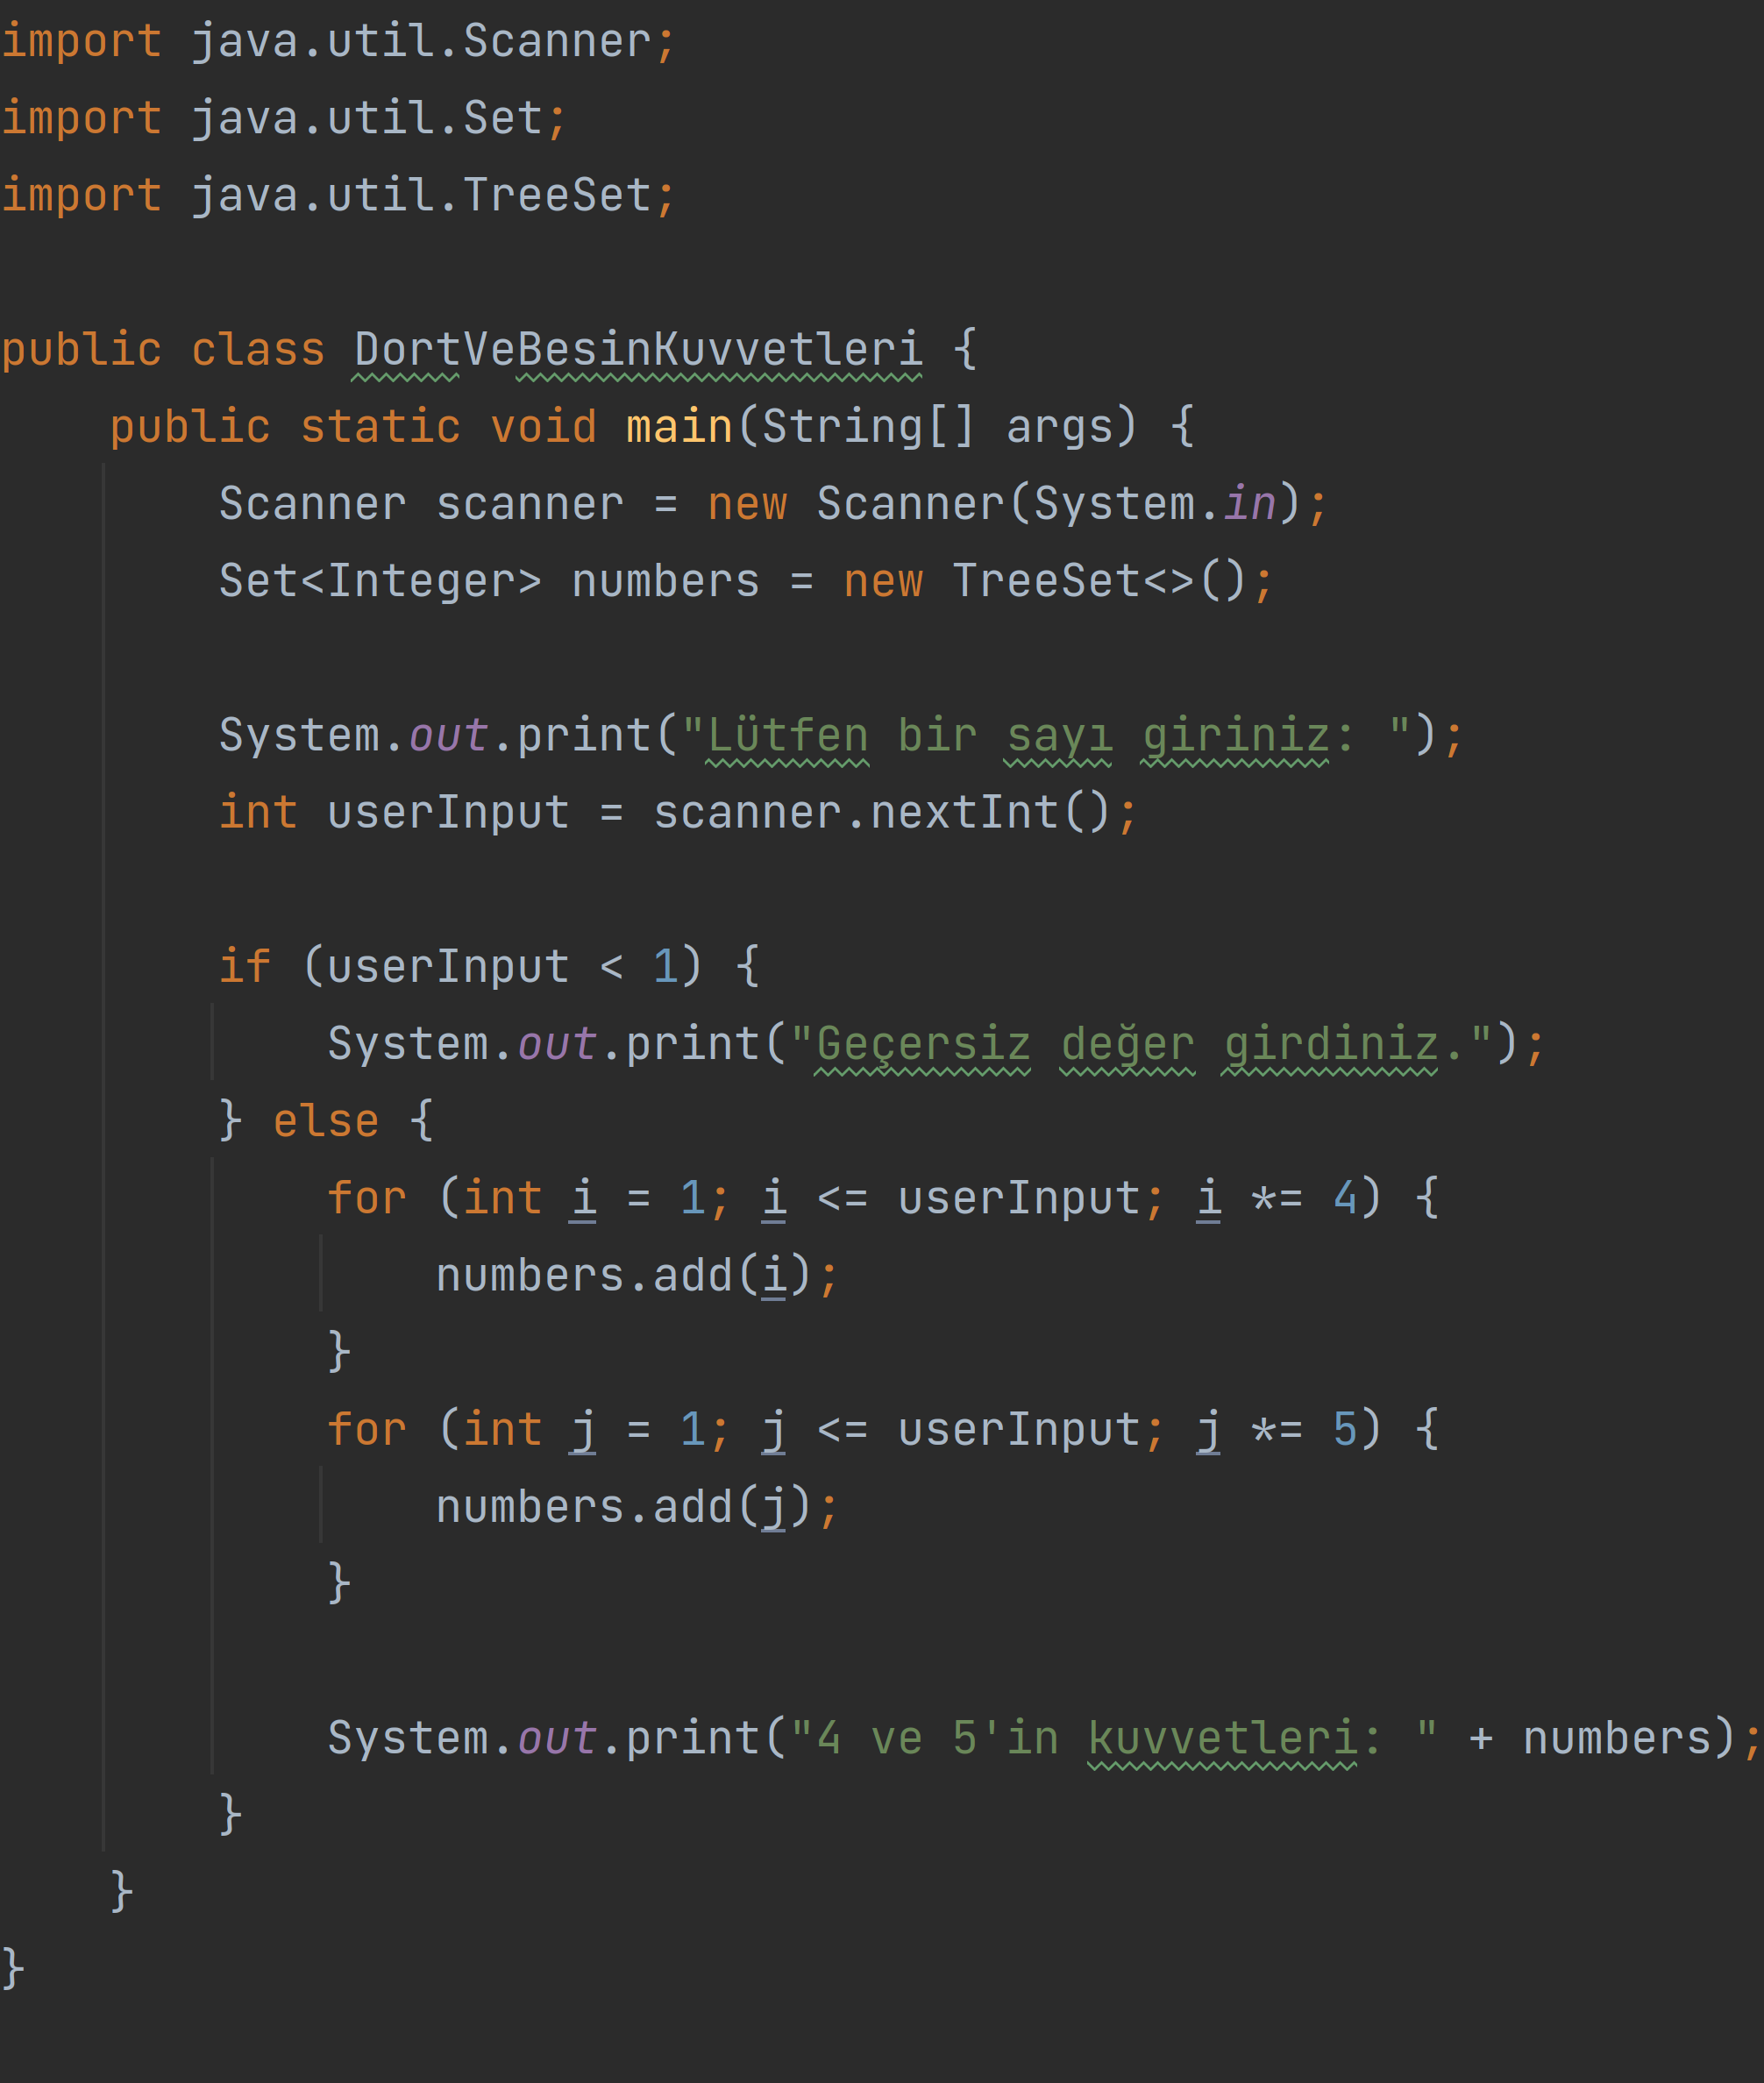 import java.util.Scanner;
import java.util.Set;
import java.util.TreeSet;

public class DortVeBesinKuvvetleri {
    public static void main(String[] args) {
        Scanner scanner = new Scanner(System.in);
        Set<Integer> numbers = new TreeSet<>();

        System.out.print("Lütfen bir sayı giriniz: ");
        int userInput = scanner.nextInt();

        if (userInput < 1) {
            System.out.print("Geçersiz değer girdiniz.");
        } else {
            for (int i = 1; i <= userInput; i *= 4) {
                numbers.add(i);
            }
            for (int j = 1; j <= userInput; j *= 5) {
                numbers.add(j);
            }

            System.out.print("4 ve 5'in kuvvetleri: " + numbers);
        }
    }
}